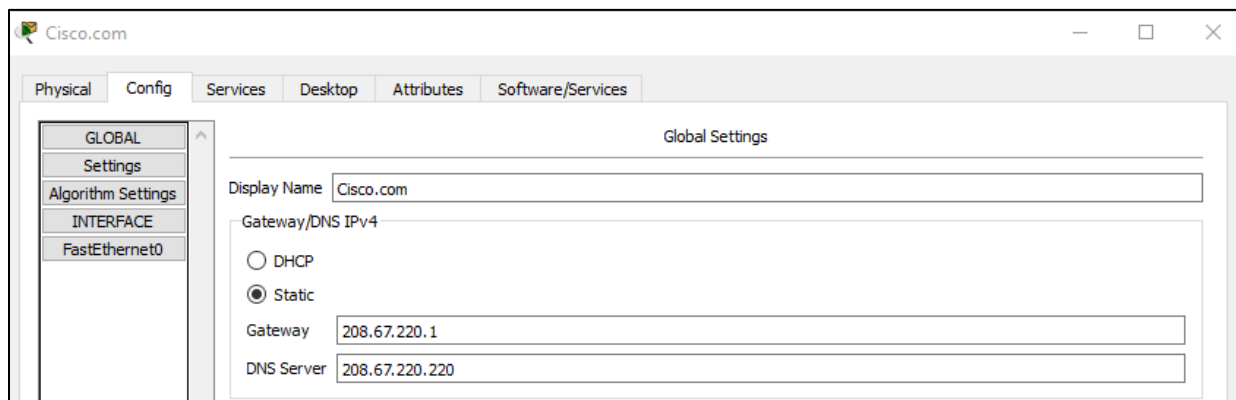 Cisco.com
Physical Config Services Desktop Attributes Software/Services
GLOBAL
Settings
Algorithm Settings
INTERFACE
FastEthernet0
Global Settings
Display Name Cisco.com
Gateway/DNS IPv4
DHCP
Static
Gateway 208.67.220.1
DNS Server 208.67.220.220